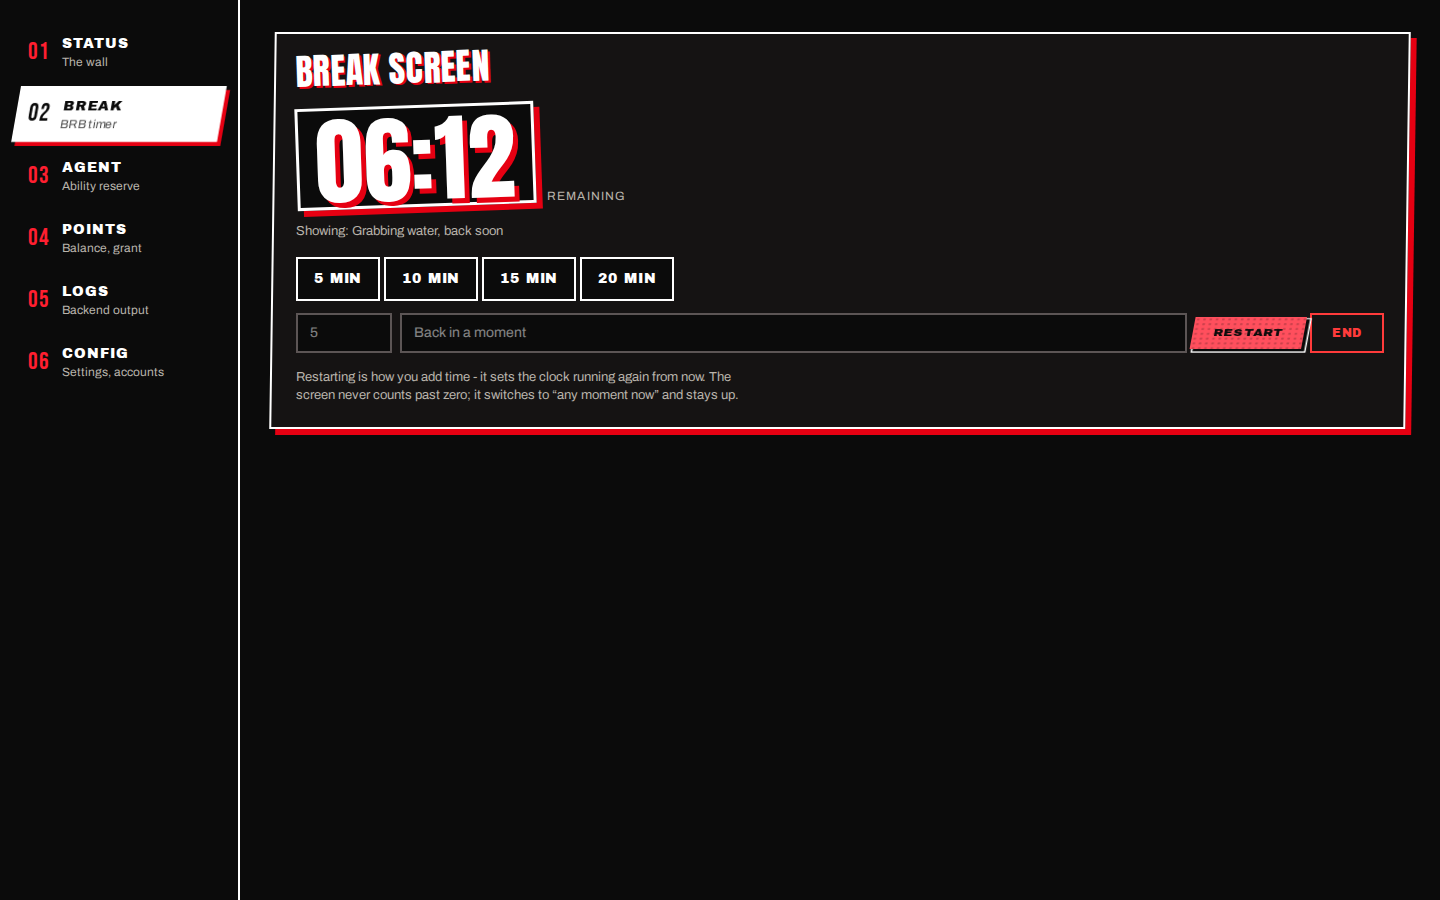 01 STATUS
The wall
02 BREAK
BRB timer
03 AGENT
Ability reserve
04 POINTS
Balance, grant
05 LOGS
Backend output
06 CONFIG
Settings, accounts
BREAK SCREEN
06:12 REMAINING
Showing: Grabbing water, back soon
5 MIN 10 MIN 15 MIN 20 MIN
5 Back in a moment RESTART END
Restarting is how you add time - it sets the clock running again from now. The
screen never counts past zero; it switches to “any moment now” and stays up.